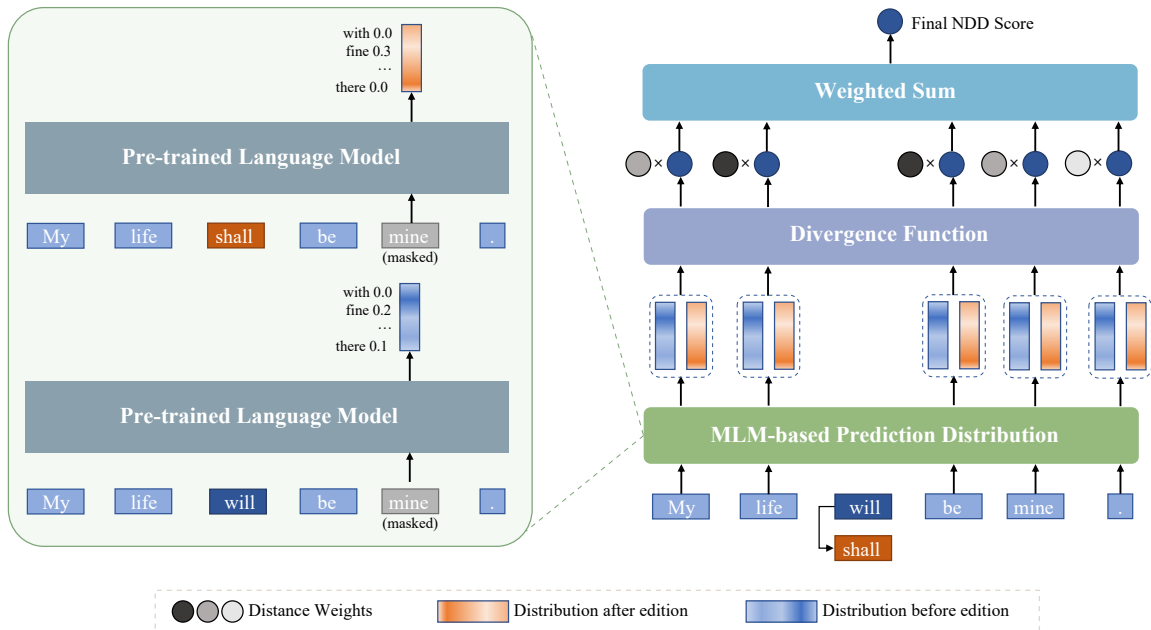 with 0.0
fine 0.3
...
there 0.0
Pre-trained Language Model
My life shall be mine .
(masked)
with 0.0
fine 0.2
...
there 0.1
Pre-trained Language Model
My life will be mine .
(masked)
Final NDD Score
Weighted Sum
× × × × ×
Divergence Function
MLM-based Prediction Distribution
My life will be mine .
shall
Distance Weights Distribution after edition Distribution before edition